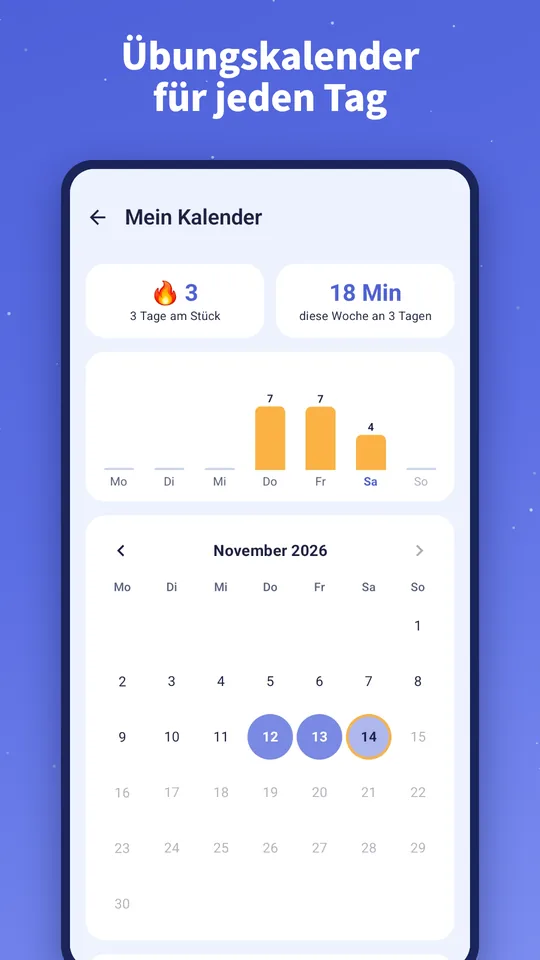 Übungskalender
für jeden Tag
Mein Kalender
🔥 3
3 Tage am Stück
18 Min
diese Woche an 3 Tagen
7 7 4
Mo Di Mi Do Fr Sa So
November 2026
Mo Di Mi Do Fr Sa So
1
2 3 4 5 6 7 8
9 10 11 12 13 14 15
16 17 18 19 20 21 22
23 24 25 26 27 28 29
30